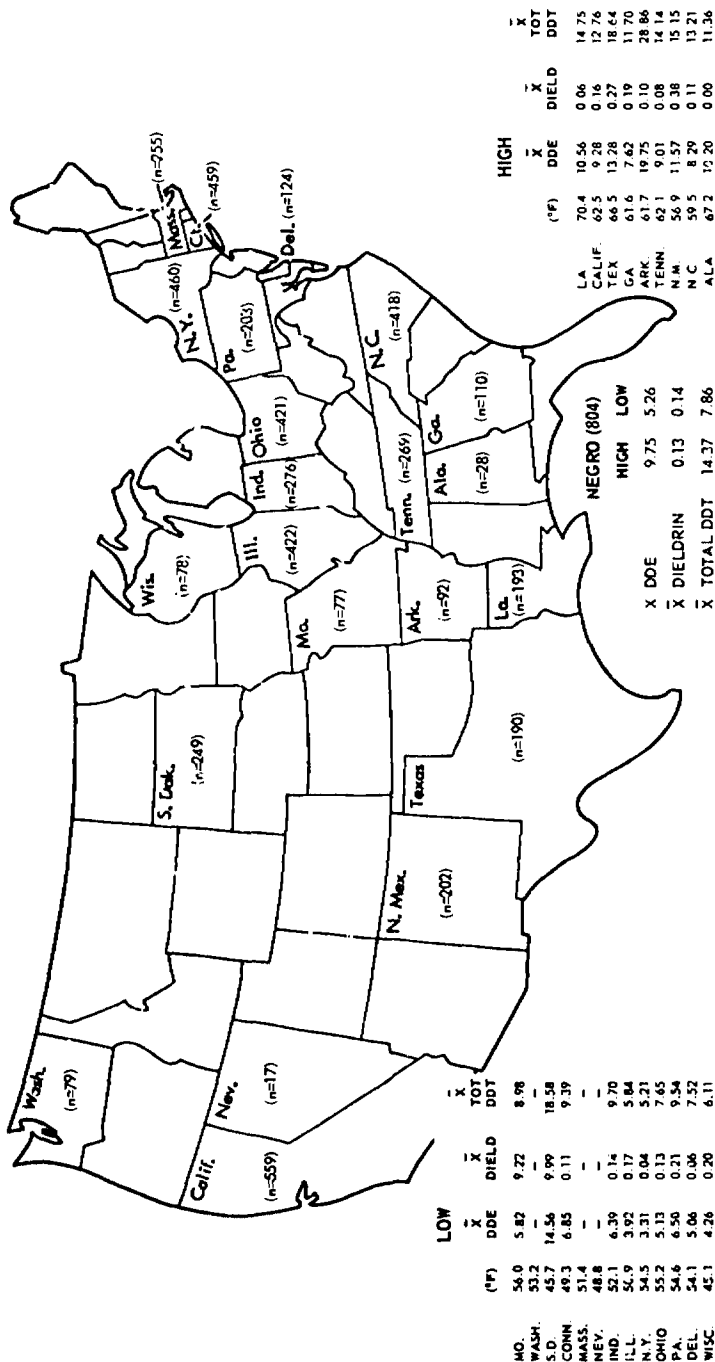 Wash.
(n=79)
Calif.
(n=559)
Nev.
(n=17)
N. Mex.
(n=202)
S. Dak.
(n=249)
Texas
(n=190)
Wis.
(n=78)
Ill.
(n=422)
Mo.
(n=77)
Ark.
(n=92)
La.
(n=193)
Ind.
(n=276)
Ohio
(n=421)
Tenn. (n=269)
Ala.
(n=28)
Ga.
(n=110)
N.C.
(n=418)
Pa.
(n=203)
N.Y.
(n=460)
Mass. (n=255)
Ct. (n=459)
Del. (n=124)
LOW
(°F) X̄ DDE X̄ DIELD X̄ TOT DDT
MO. 56.0 5.82 9.22 8.98
WASH. 53.2 – – –
S.D. 45.7 14.56 9.99 18.58
CONN. 49.3 6.85 0.11 9.39
MASS. 51.4 – – –
NEV. 48.8 – – –
IND. 52.1 6.39 0.14 9.70
ILL. 50.9 3.92 0.17 5.84
N.Y. 54.5 3.31 0.04 5.21
OHIO 55.2 5.13 0.13 7.65
PA. 54.6 6.50 0.21 9.54
DEL. 54.1 5.06 0.06 7.52
WISC. 45.1 4.26 0.20 6.11
NEGRO (804)
HIGH LOW
X DDE 9.75 5.26
X̄ DIELDRIN 0.13 0.14
X̄ TOTAL DDT 14.37 7.86
HIGH
(°F) X̄ DDE X̄ DIELD X̄ TOT DDT
LA 70.4 10.56 0.06 14.75
CALIF. 62.5 9.28 0.16 12.76
TEX 66.5 13.28 0.27 18.64
GA 61.6 7.62 0.19 11.70
ARK. 61.7 19.75 0.10 28.86
TENN. 62.1 9.01 0.08 14.14
N.M. 56.9 11.57 0.38 15.15
N C 59.5 8.29 0.11 13.21
ALA 67.2 10.20 0.00 11.36